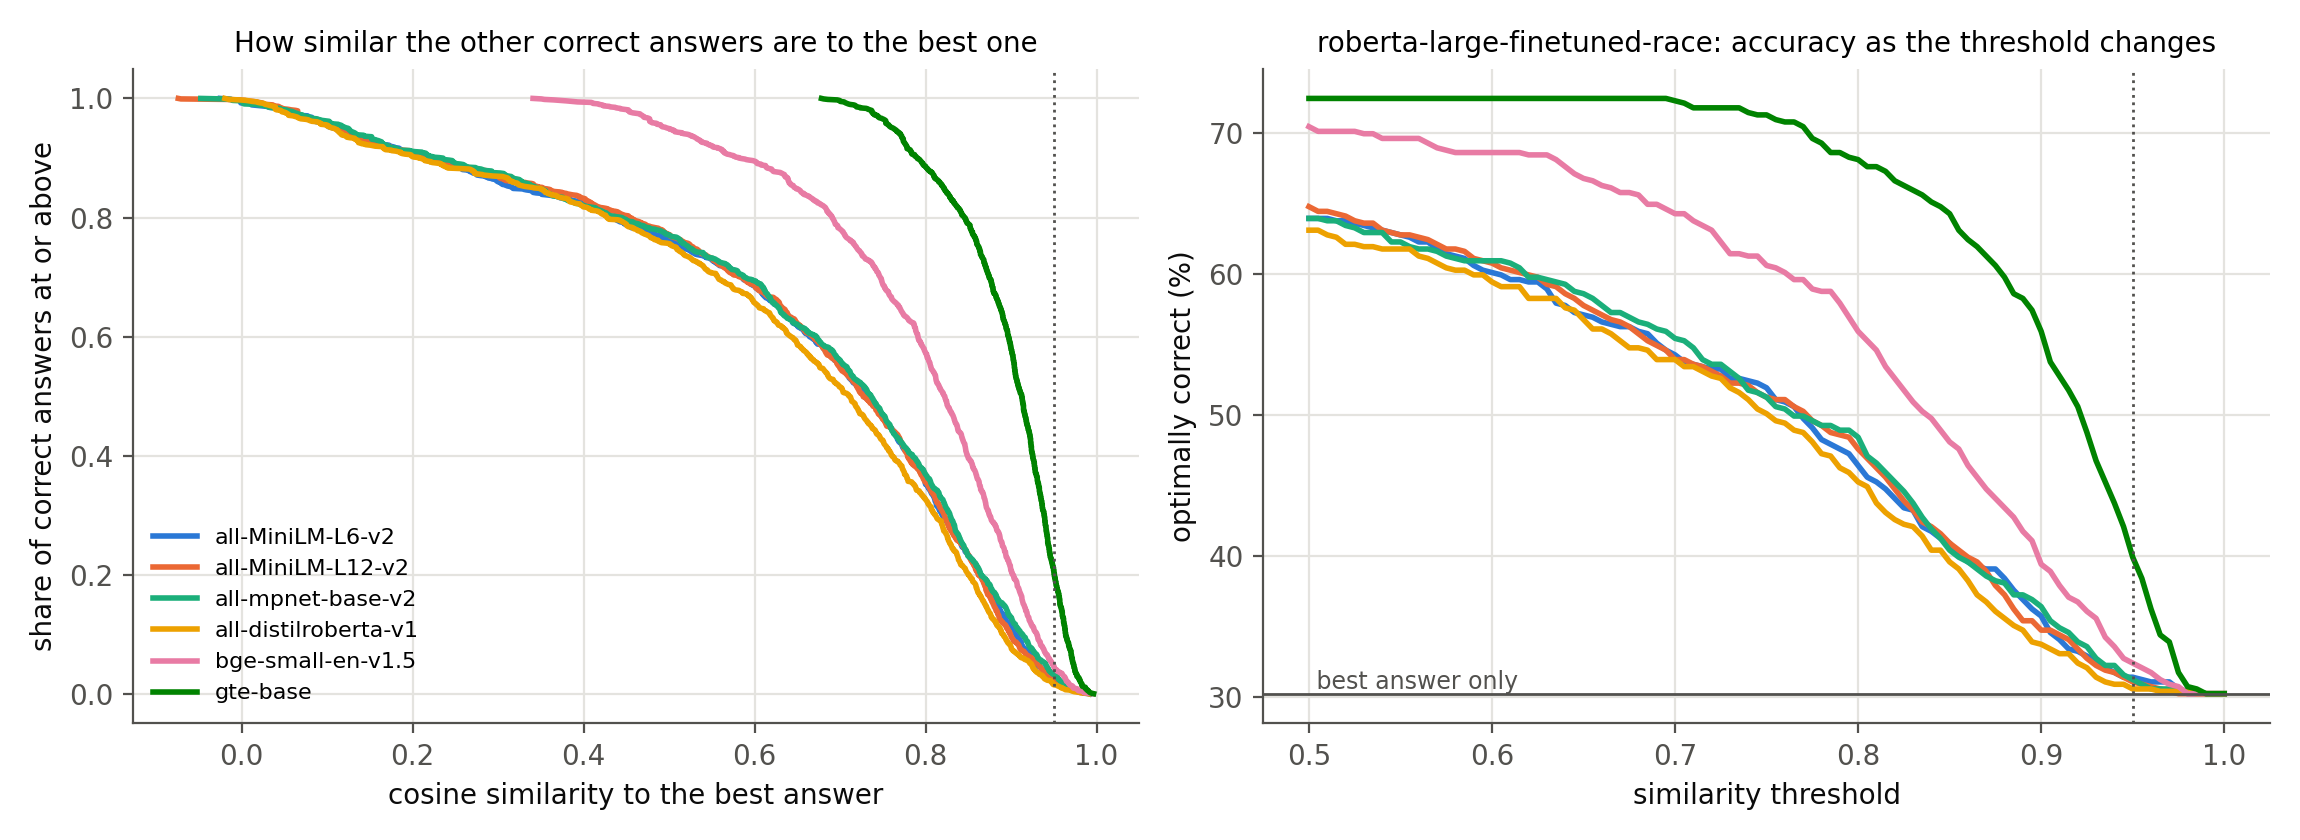 How similar the other correct answers are to the best one
share of correct answers at or above
1.0
0.8
0.6
0.4
0.2
0.0
all-MiniLM-L6-v2
all-MiniLM-L12-v2
all-mpnet-base-v2
all-distilroberta-v1
bge-small-en-v1.5
gte-base
0.0 0.2 0.4 0.6 0.8 1.0
cosine similarity to the best answer
roberta-large-finetuned-race: accuracy as the threshold changes
optimally correct (%)
70
60
50
40
30
best answer only
0.5 0.6 0.7 0.8 0.9 1.0
similarity threshold